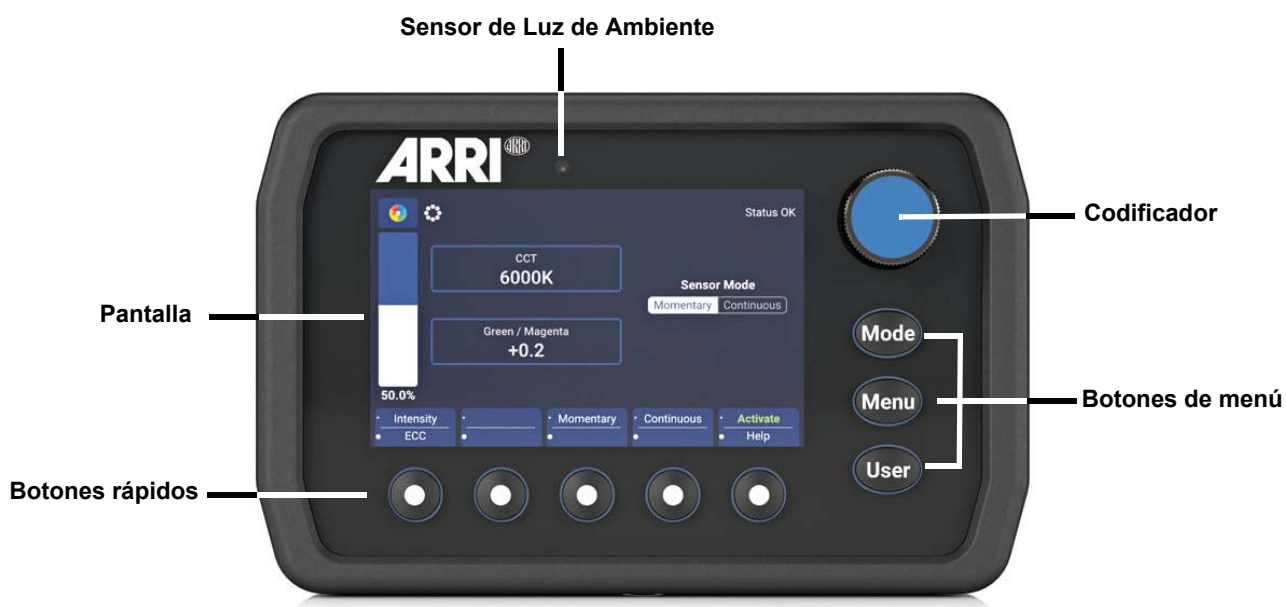 Sensor de Luz de Ambiente
ARRI® ARRI
Status OK
CCT
6000K
Sensor Mode
Momentary Continuous
Green / Magenta
+0.2
50.0%
Intensity Momentary Continuous Activate
ECC Help
Mode
Menu
User
Codificador
Pantalla
Botones de menú
Botones rápidos